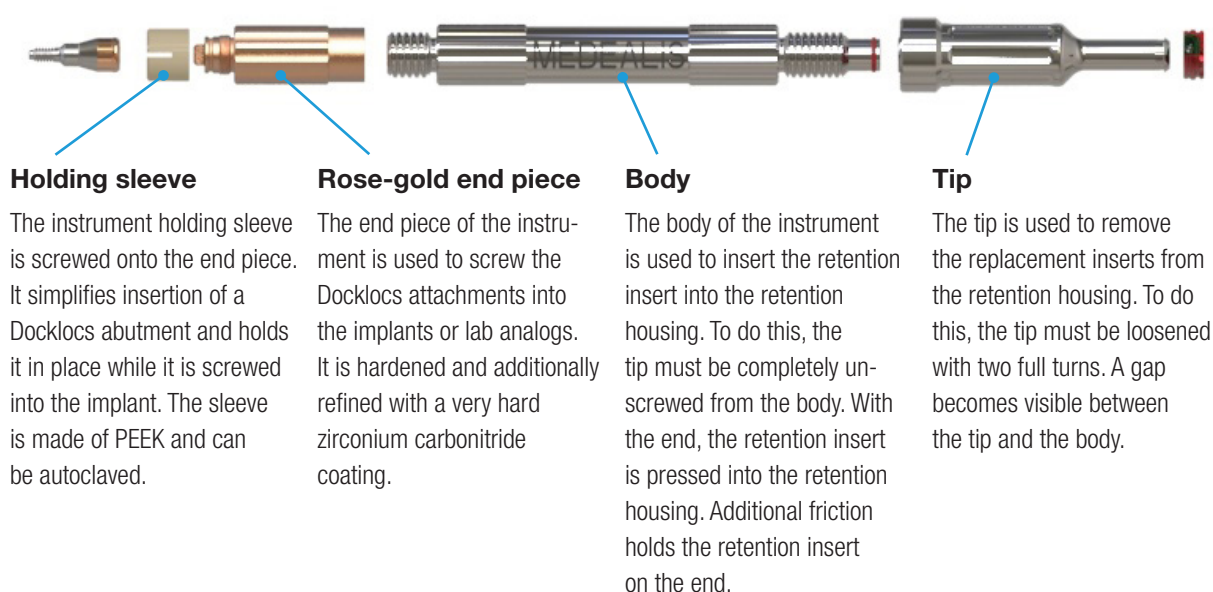 MEDEALIS
Holding sleeve
The instrument holding sleeve
is screwed onto the end piece.
It simplifies insertion of a
Docklocs abutment and holds
it in place while it is screwed
into the implant. The sleeve
is made of PEEK and can
be autoclaved.
Rose-gold end piece
The end piece of the instru-
ment is used to screw the
Docklocs attachments into
the implants or lab analogs.
It is hardened and additionally
refined with a very hard
zirconium carbonitride
coating.
Body
The body of the instrument
is used to insert the retention
insert into the retention
housing. To do this, the
tip must be completely un-
screwed from the body. With
the end, the retention insert
is pressed into the retention
housing. Additional friction
holds the retention insert
on the end.
Tip
The tip is used to remove
the replacement inserts from
the retention housing. To do
this, the tip must be loosened
with two full turns. A gap
becomes visible between
the tip and the body.